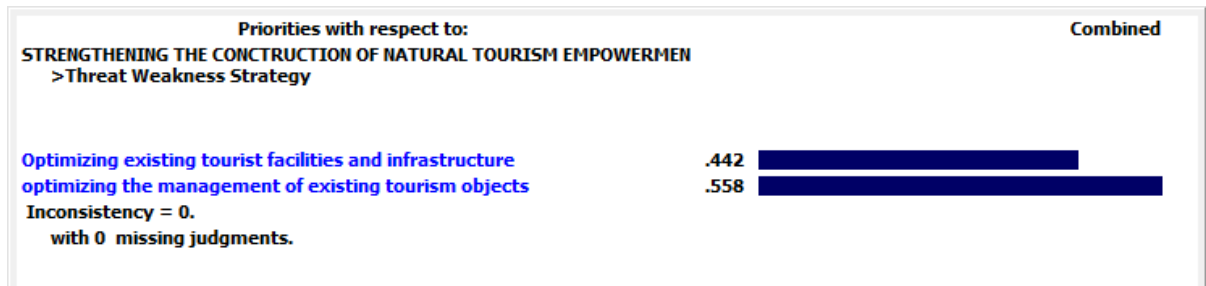 Priorities with respect to: Combined
STRENGTHENING THE CONCTRUCTION OF NATURAL TOURISM EMPOWERMEN
>Threat Weakness Strategy
Optimizing existing tourist facilities and infrastructure .442
optimizing the management of existing tourism objects .558
Inconsistency = 0.
with 0 missing judgments.